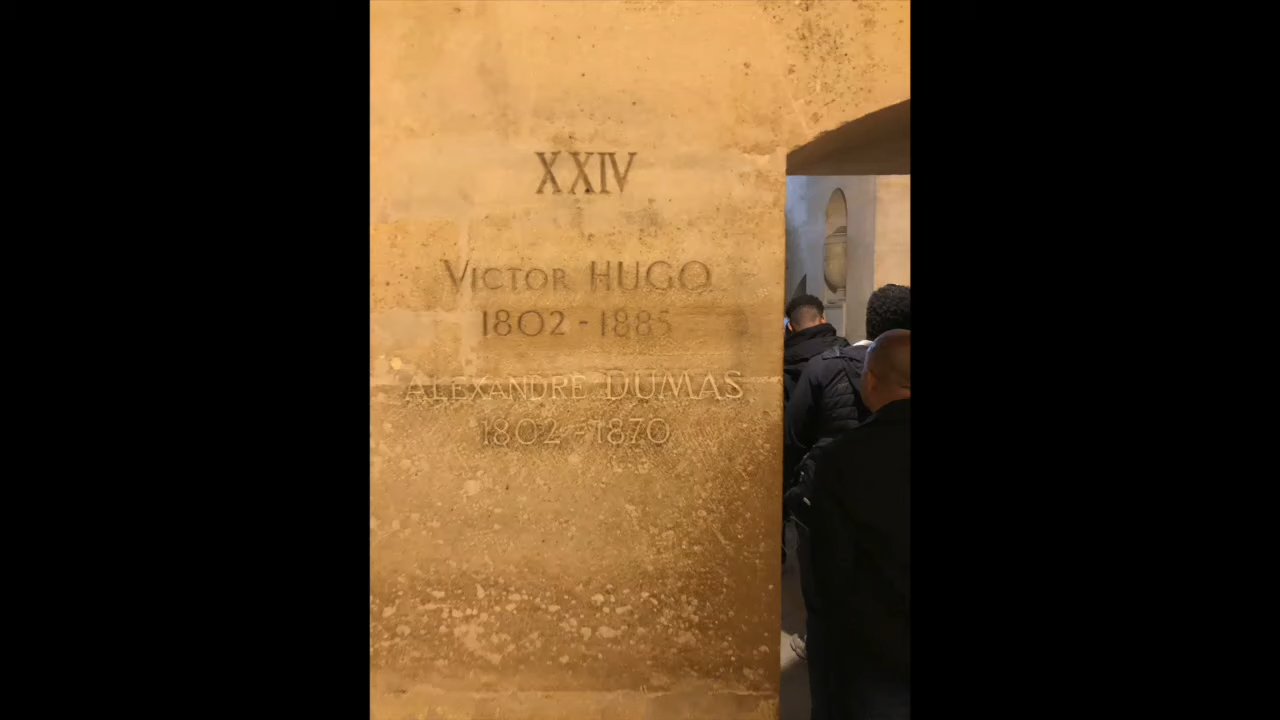 XXIV
VICTOR HUGO
1802 - 1885
ALEXANDRE DUMAS
1802 - 1870